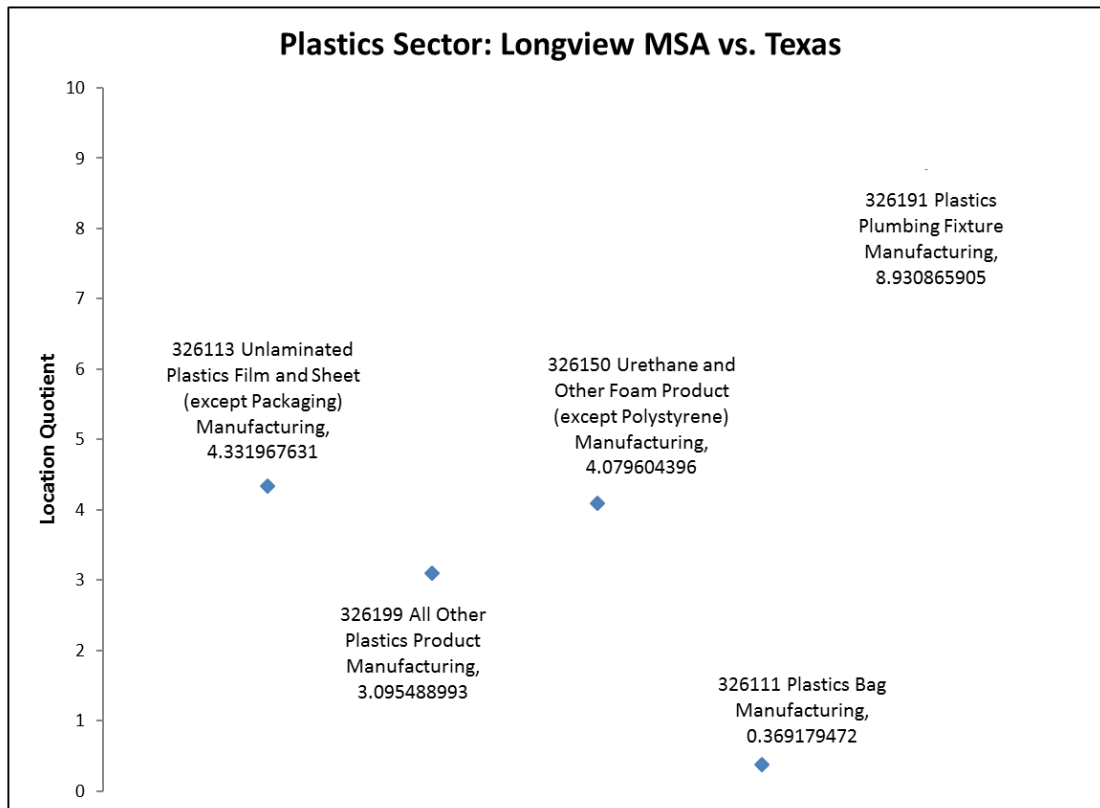 Plastics Sector: Longview MSA vs. Texas
10
9
8
7
6
5
4
3
2
1
0
Location Quotient
326113 Unlaminated
Plastics Film and Sheet
(except Packaging)
Manufacturing,
4.331967631
326199 All Other
Plastics Product
Manufacturing,
3.095488993
326150 Urethane and
Other Foam Product
(except Polystyrene)
Manufacturing,
4.079604396
326111 Plastics Bag
Manufacturing,
0.369179472
326191 Plastics
Plumbing Fixture
Manufacturing,
8.930865905